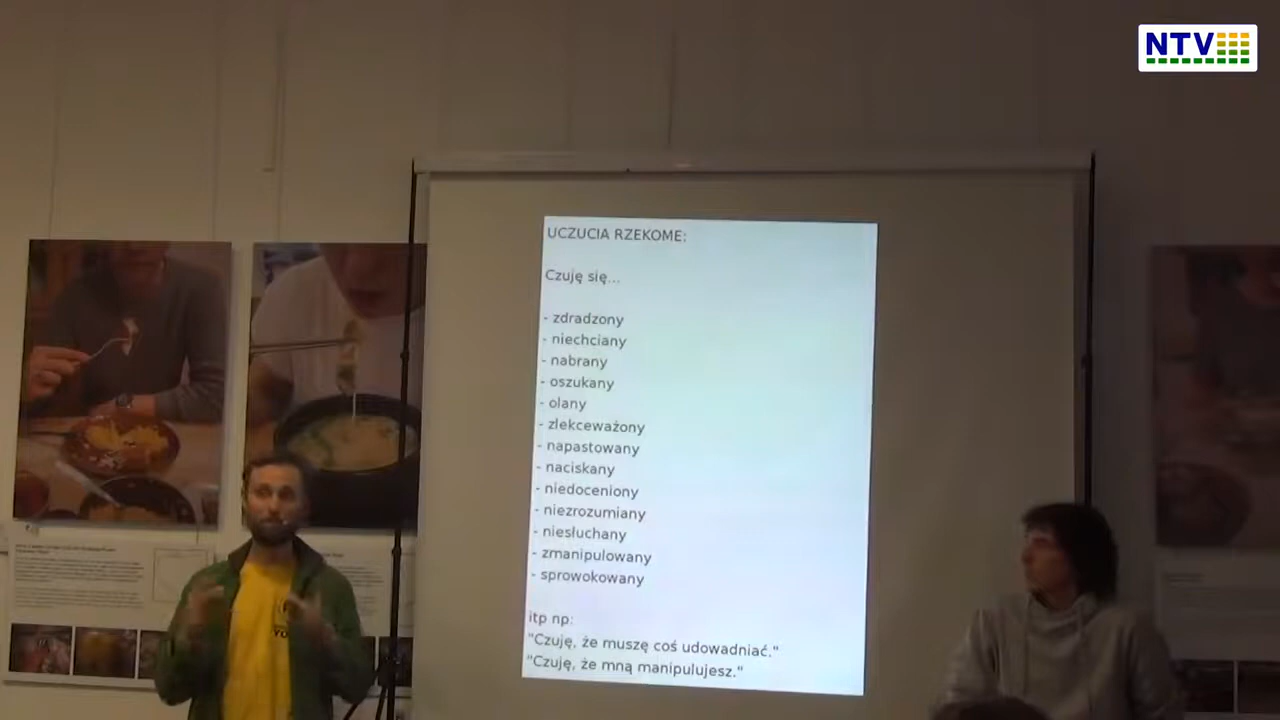 NTV
UCZUCIA RZEKOME:
Czuję się...
- zdradzony
- niechciany
- nabrany
- oszukany
- olany
- zlekceważony
- napastowany
- naciskany
- niedoceniony
- niezrozumiany
- niesłuchany
- zmanipulowany
- sprowokowany
itp np:
"Czuję, że muszę coś udowadniać."
"Czuję, że mną manipulujesz."